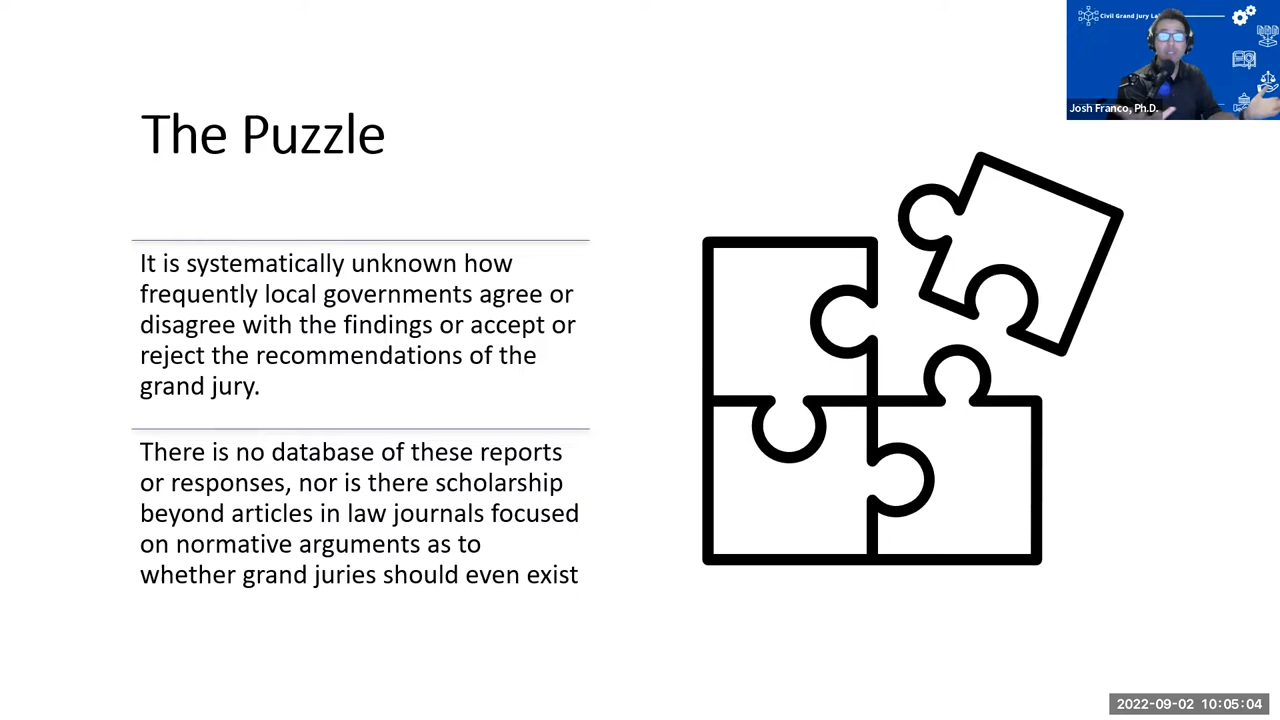 Civil Grand Jury
Josh Franco, Ph.D.
The Puzzle
It is systematically unknown how
frequently local governments agree or
disagree with the findings or accept or
reject the recommendations of the
grand jury.
There is no database of these reports
or responses, nor is there scholarship
beyond articles in law journals focused
on normative arguments as to
whether grand juries should even exist
2022-09-02 10:05:04